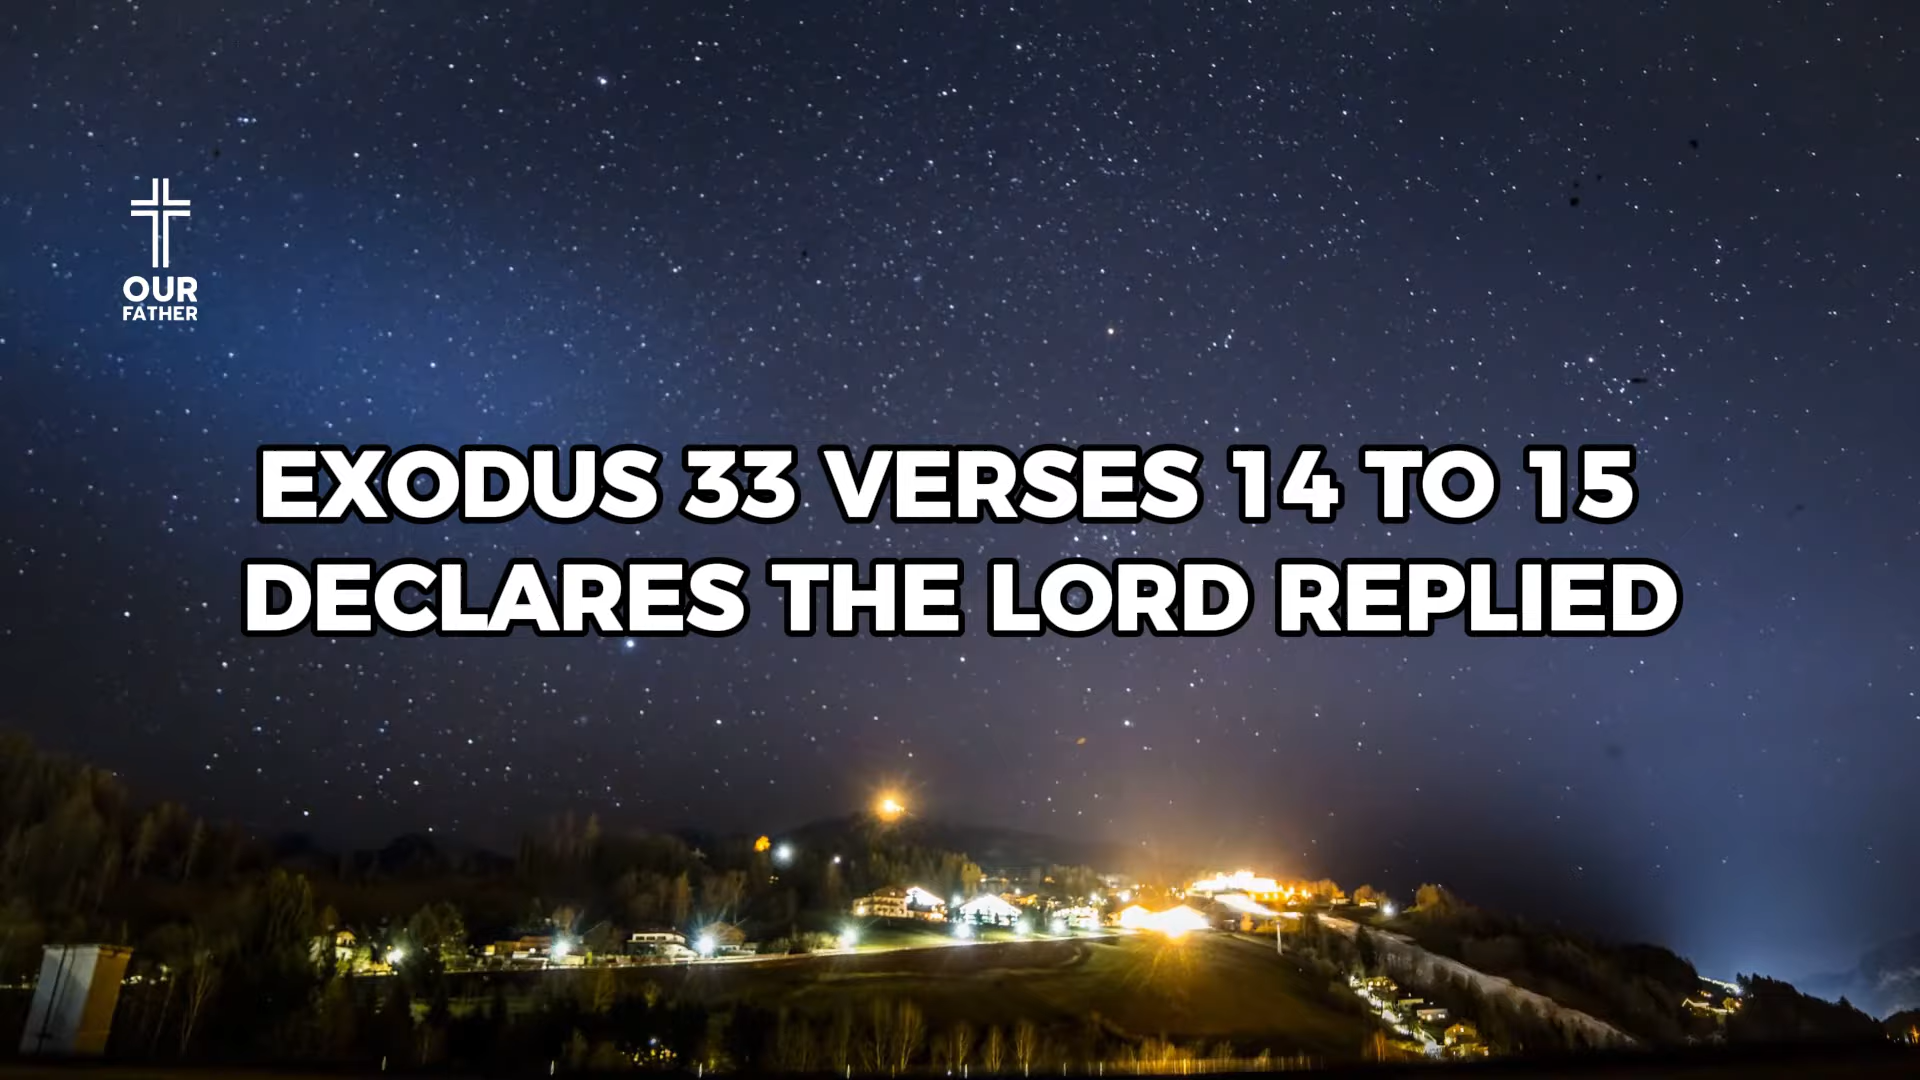 OUR
FATHER
EXODUS 33 VERSES 14 TO 15
DECLARES THE LORD REPLIED